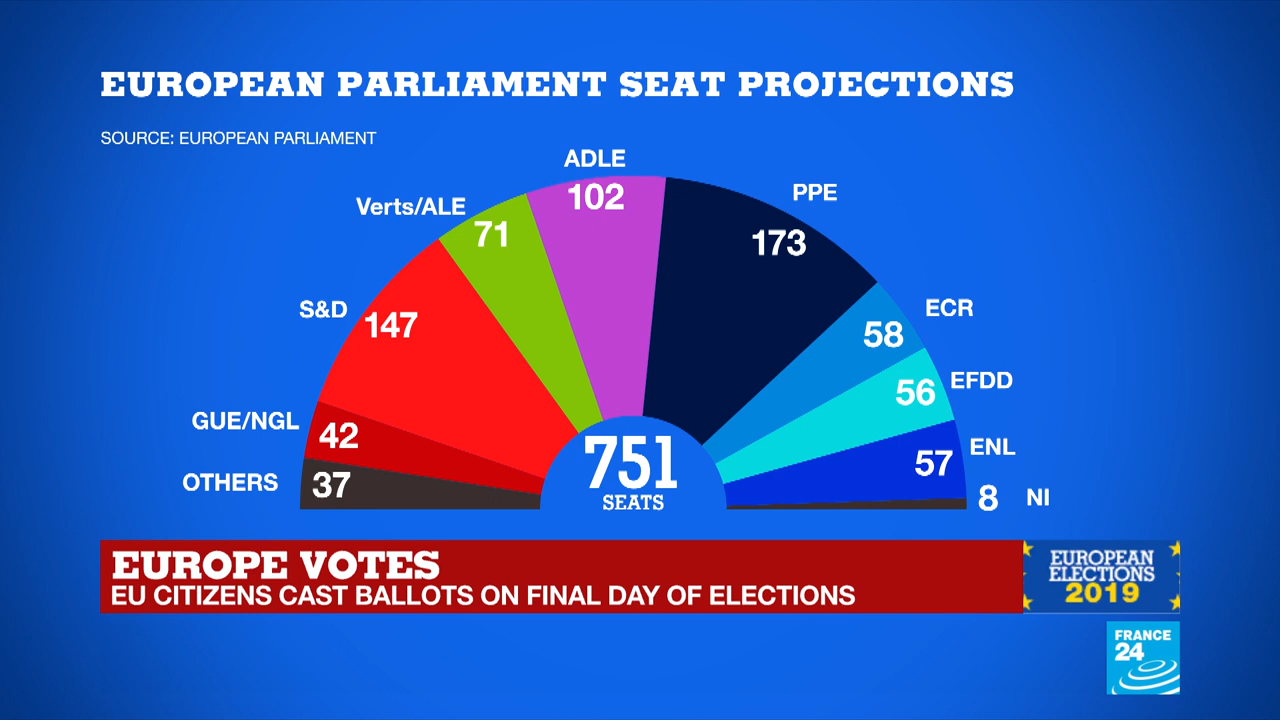 EUROPEAN PARLIAMENT SEAT PROJECTIONS
SOURCE: EUROPEAN PARLIAMENT
ADLE
102
PPE
173
Verts/ALE
71
S&D
147
ECR
58
EFDD
56
GUE/NGL
42
ENL
57
OTHERS
37
8 NI
751
SEATS
EUROPE VOTES
EU CITIZENS CAST BALLOTS ON FINAL DAY OF ELECTIONS
EUROPEAN
ELECTIONS
2019
FRANCE
24